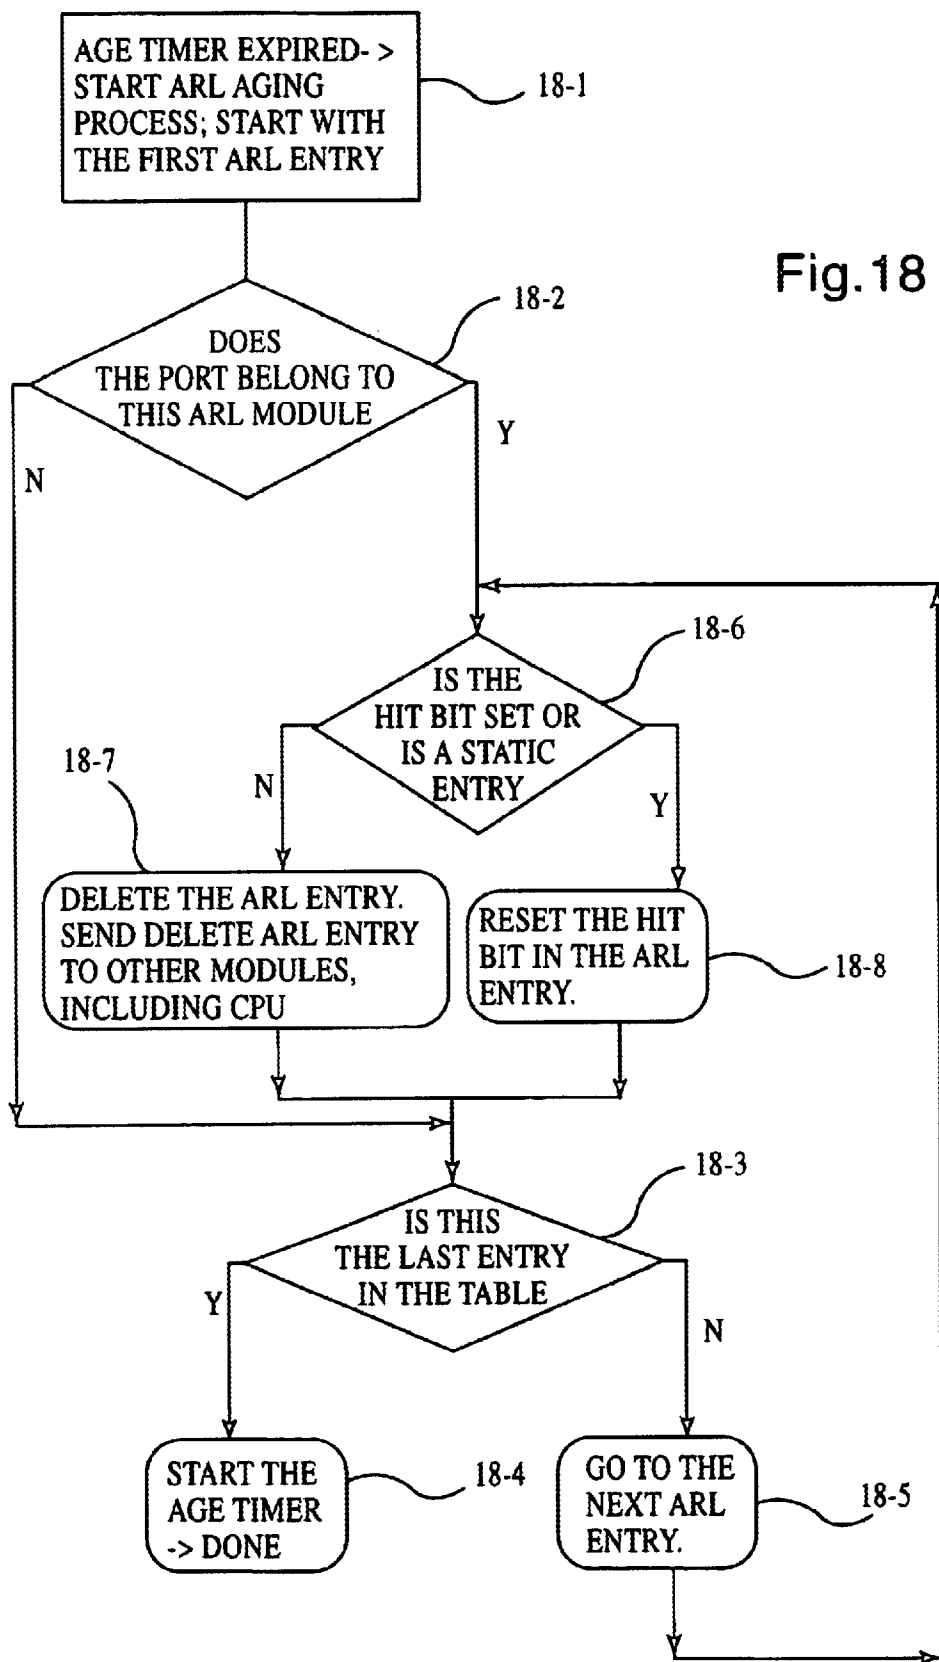 AGE TIMER EXPIRED- >
START ARL AGING
PROCESS; START WITH
THE FIRST ARL ENTRY
18-1
Fig.18
18-2
DOES
THE PORT BELONG TO
THIS ARL MODULE
N
Y
18-6
IS THE
HIT BIT SET OR
IS A STATIC
ENTRY
18-7
N
Y
DELETE THE ARL ENTRY.
SEND DELETE ARL ENTRY
TO OTHER MODULES,
INCLUDING CPU
RESET THE HIT
BIT IN THE ARL
ENTRY.
18-8
18-3
IS THIS
THE LAST ENTRY
IN THE TABLE
Y
N
START THE
AGE TIMER
-> DONE
18-4
GO TO THE
NEXT ARL
ENTRY.
18-5